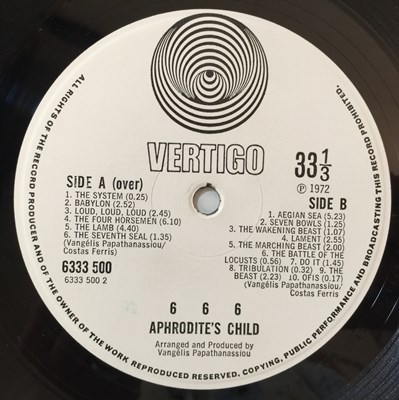 ALL RIGHTS OF THE RECORD PRODUCER AND OF THE OWNER OF THE WORK REPRODUCED RESERVED. COPYING, PUBLIC PERFORMANCE AND BROADCASTING THIS RECORD PROHIBITED.
VERTIGO
33 1/3
℗ 1972
SIDE A (over)
1. THE SYSTEM (0.25)
2. BABYLON (2.52)
3. LOUD, LOUD, LOUD (2.45)
4. THE FOUR HORSEMEN (6.10)
5. THE LAMB (4.40)
6. THE SEVENTH SEAL (1.35)
(Vangélis Papathanassiou/
Costas Ferris)
6333 500
6333 500 2
SIDE B
1. AEGIAN SEA (5.23)
2. SEVEN BOWLS (1.25)
3. THE WAKENING BEAST (1.07)
4. LAMENT (2.55)
5. THE MARCHING BEAST (2.00)
6. THE BATTLE OF THE
LOCUSTS (0.56) 7. DO IT (1.45)
8. TRIBULATION (0.32) 9. THE
BEAST (2.23) 10. OFIS (0.17)
(Vangélis Papathanassiou/
Costas Ferris
6 6 6
APHRODITE'S CHILD
Arranged and Produced by
Vangélis Papathanassiou